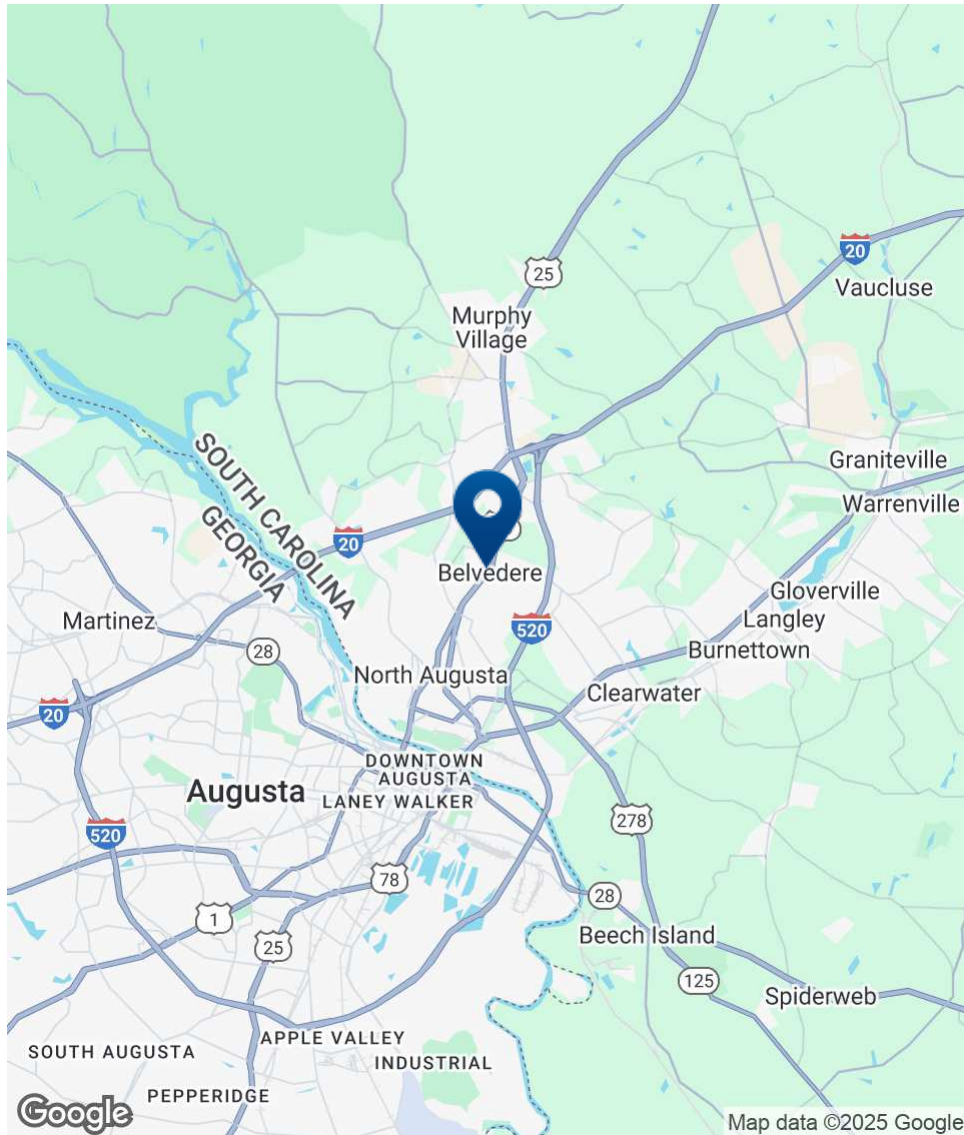 25
20
Vaucluse
Murphy
Village
Graniteville
Warrenville
SOUTH CAROLINA
GEORGIA
20
Belvedere
Gloverville
Langley
Martinez
520
28
Burnettown
North Augusta
Clearwater
20
DOWNTOWN
AUGUSTA
Augusta
LANEY WALKER
520
278
78
28
1
25
Beech Island
125
Spiderweb
APPLE VALLEY
SOUTH AUGUSTA
INDUSTRIAL
PEPPERIDGE
Google
Map data ©2025 Google